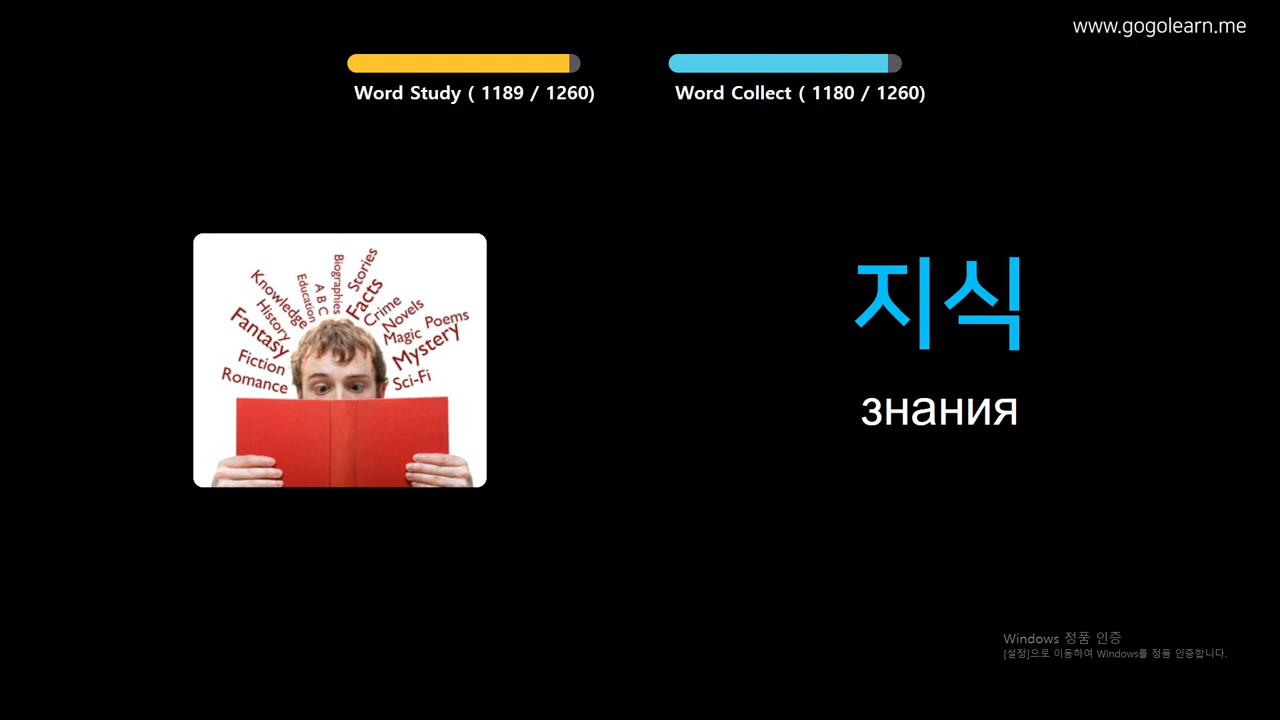 www.gogolearn.me
Word Study ( 1189 / 1260)
Word Collect ( 1180 / 1260)
Stories
Biographies
Facts
A B C
Education
Knowledge
Crime
History
Novels
Fantasy
Poems
Magic
Mystery
Fiction
Romance
Sci-Fi
지식
знания
Windows 정품 인증
[설정]으로 이동하여 Windows를 정품 인증합니다.